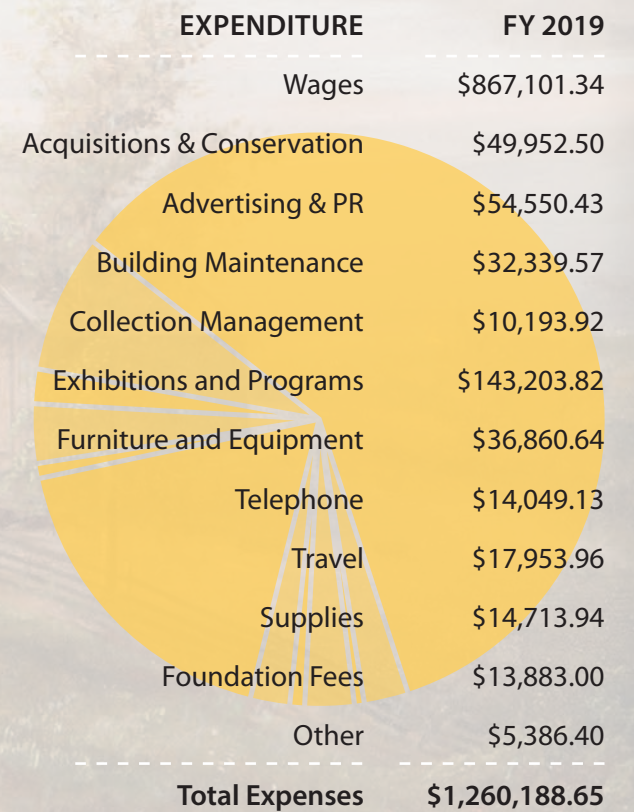 EXPENDITURE FY 2019
Wages $867,101.34
Acquisitions & Conservation $49,952.50
Advertising & PR $54,550.43
Building Maintenance $32,339.57
Collection Management $10,193.92
Exhibitions and Programs $143,203.82
Furniture and Equipment $36,860.64
Telephone $14,049.13
Travel $17,953.96
Supplies $14,713.94
Foundation Fees $13,883.00
Other $5,386.40
Total Expenses $1,260,188.65